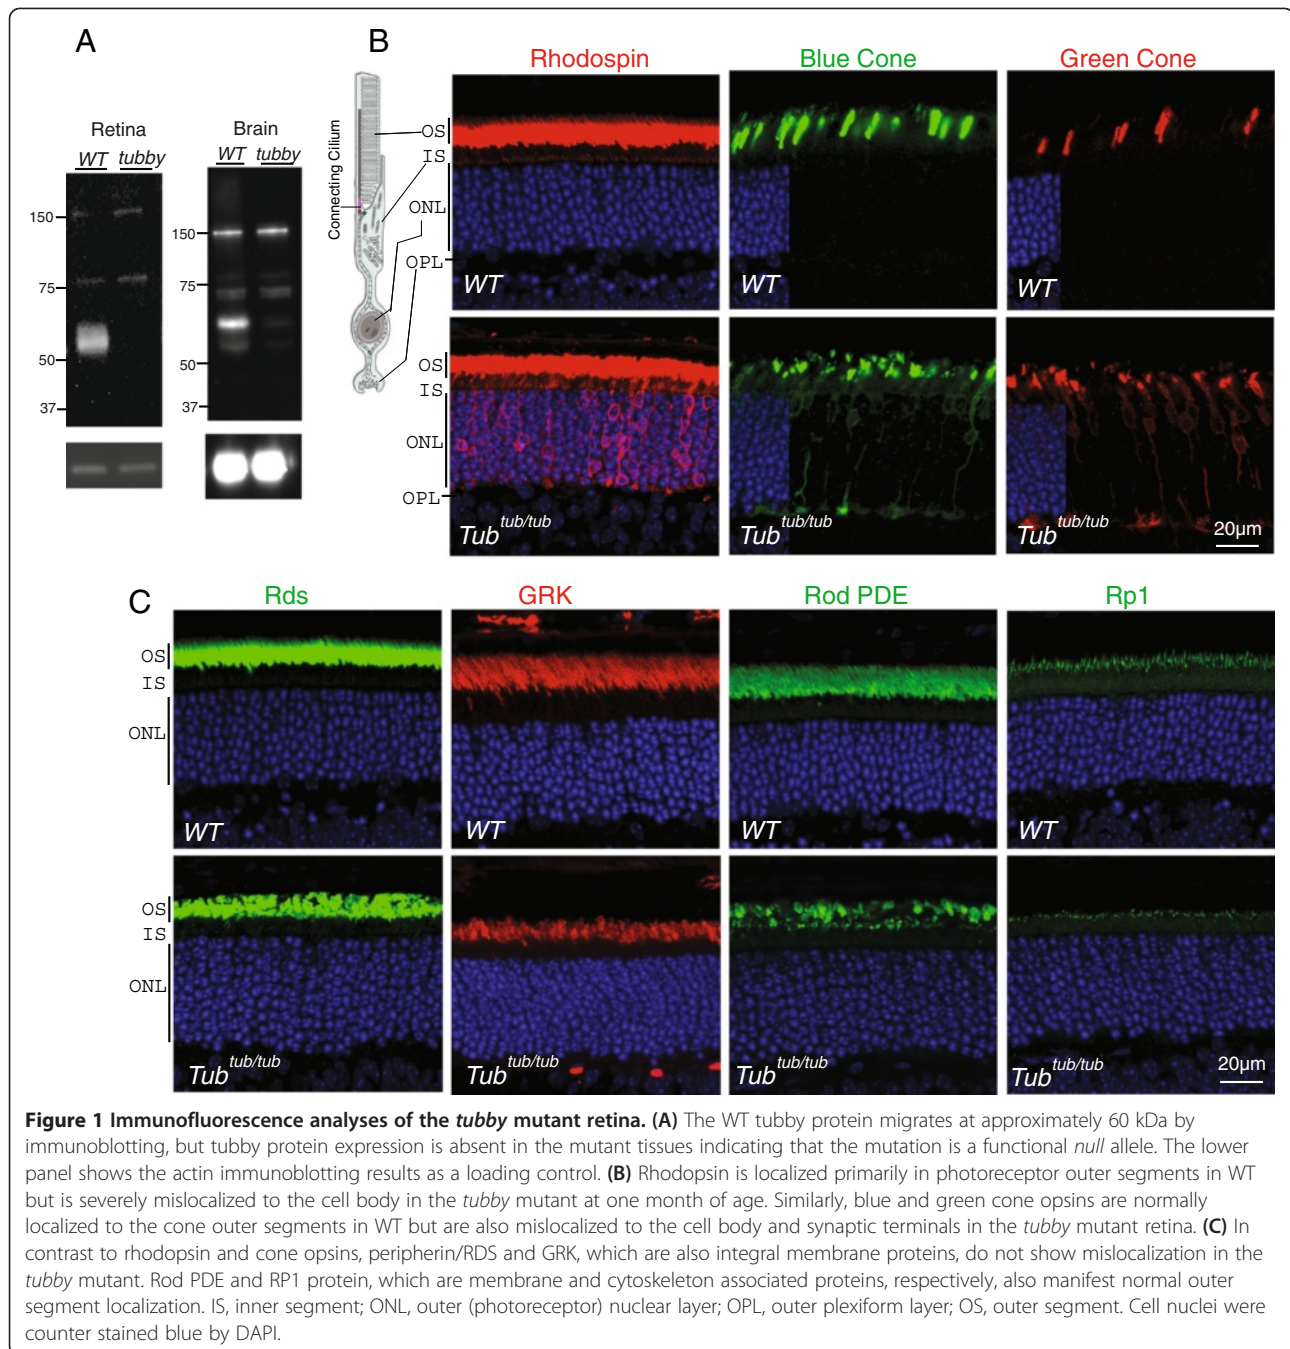 A
Retina
WT tubby
150
75
50
37
Brain
WT tubby
150
75
50
37
B
Connecting Cilium
OS
IS
ONL
OPL
Rhodospin
Blue Cone
Green Cone
WT
WT
WT
OS
IS
ONL
OPL
Tub tub/tub
Tub tub/tub
Tub tub/tub
20µm
C
Rds
GRK
Rod PDE
Rp1
OS
IS
ONL
WT
WT
WT
WT
OS
IS
ONL
Tub tub/tub
Tub tub/tub
Tub tub/tub
Tub tub/tub
20µm
Figure 1 Immunofluorescence analyses of the tubby mutant retina. (A) The WT tubby protein migrates at approximately 60 kDa by
immunoblotting, but tubby protein expression is absent in the mutant tissues indicating that the mutation is a functional null allele. The lower
panel shows the actin immunoblotting results as a loading control. (B) Rhodopsin is localized primarily in photoreceptor outer segments in WT
but is severely mislocalized to the cell body in the tubby mutant at one month of age. Similarly, blue and green cone opsins are normally
localized to the cone outer segments in WT but are also mislocalized to the cell body and synaptic terminals in the tubby mutant retina. (C) In
contrast to rhodopsin and cone opsins, peripherin/RDS and GRK, which are also integral membrane proteins, do not show mislocalization in the
tubby mutant. Rod PDE and RP1 protein, which are membrane and cytoskeleton associated proteins, respectively, also manifest normal outer
segment localization. IS, inner segment; ONL, outer (photoreceptor) nuclear layer; OPL, outer plexiform layer; OS, outer segment. Cell nuclei were
counter stained blue by DAPI.